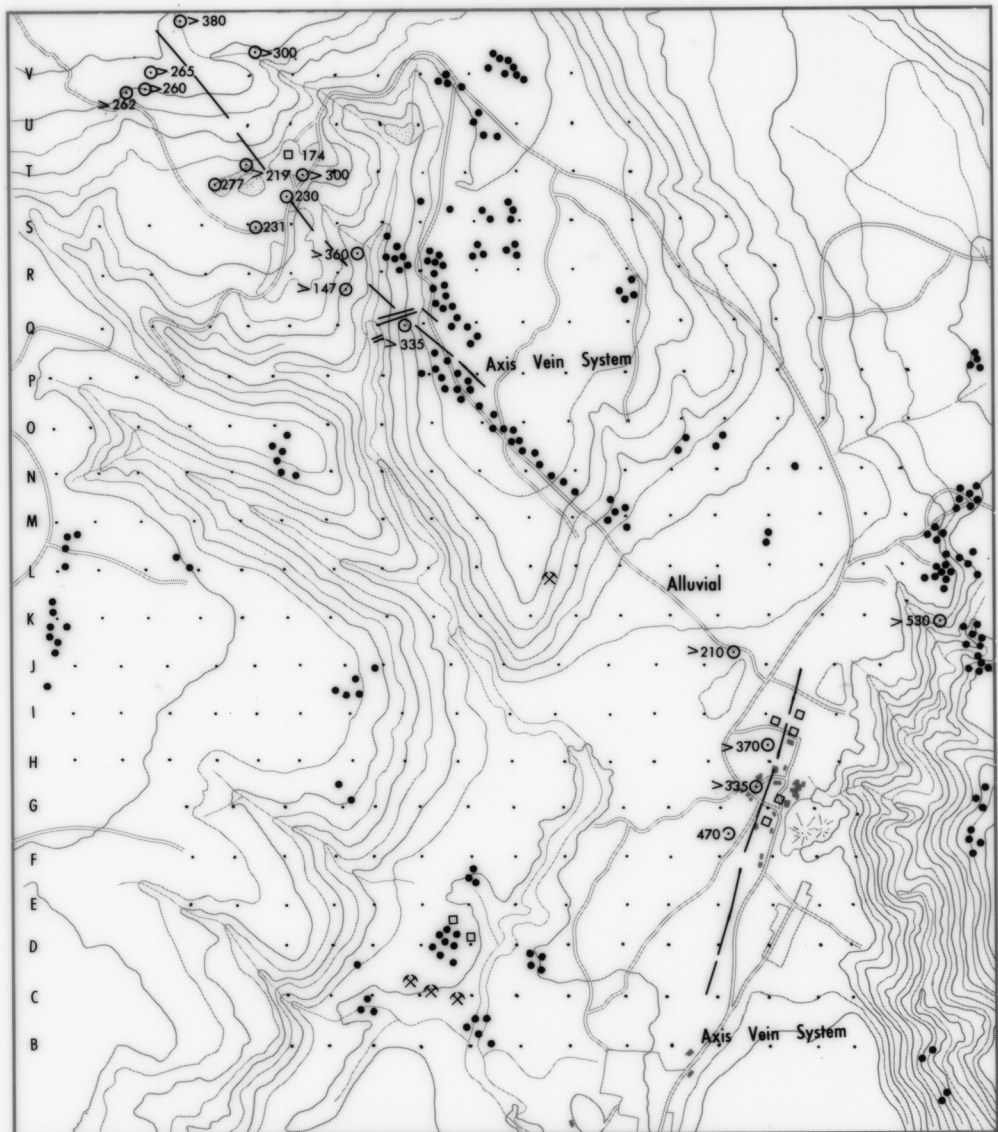 > 380
> 300
V
> 265
> 260
> 262
U
174
T
> 219
> 300
277
230
S
231
> 360
R
> 147
Q
> 335
Axis Vein System
P
O
N
M
L
Alluvial
K
> 530
> 210
J
I
> 370
H
> 335
G
470
F
E
D
C
Axis Vein System
B